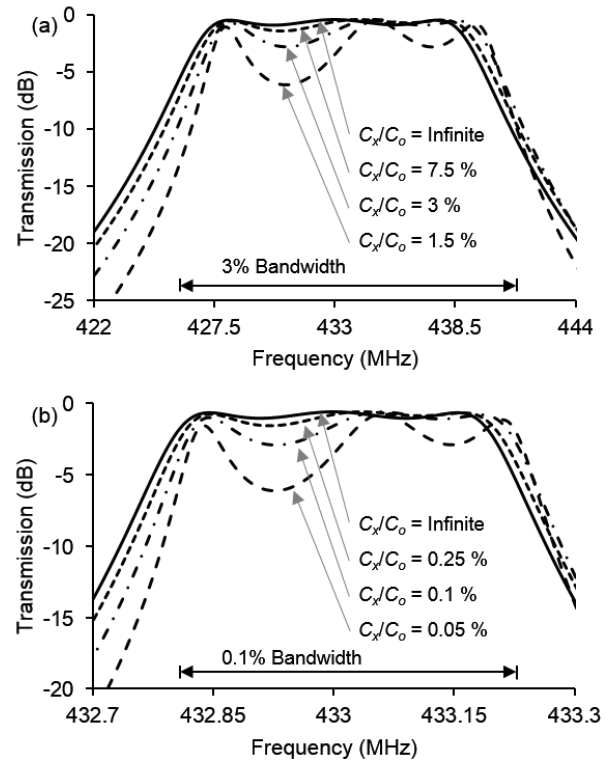 (a)
0
-5
-10
-15
-20
-25
Transmission (dB)
Cx/Co = Infinite
Cx/Co = 7.5 %
Cx/Co = 3 %
Cx/Co = 1.5 %
3% Bandwidth
422 427.5 433 438.5 444
Frequency (MHz)
(b)
0
-5
-10
-15
-20
Transmission (dB)
Cx/Co = Infinite
Cx/Co = 0.25 %
Cx/Co = 0.1 %
Cx/Co = 0.05 %
0.1% Bandwidth
432.7 432.85 433 433.15 433.3
Frequency (MHz)